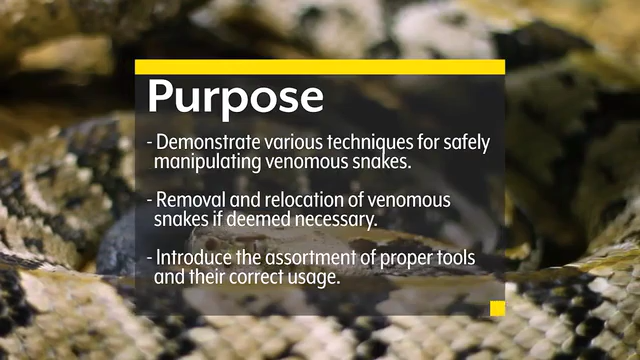 Purpose
- Demonstrate various techniques for safely
manipulating venomous snakes.
- Removal and relocation of venomous
snakes if deemed necessary.
- Introduce the assortment of proper tools
and their correct usage.